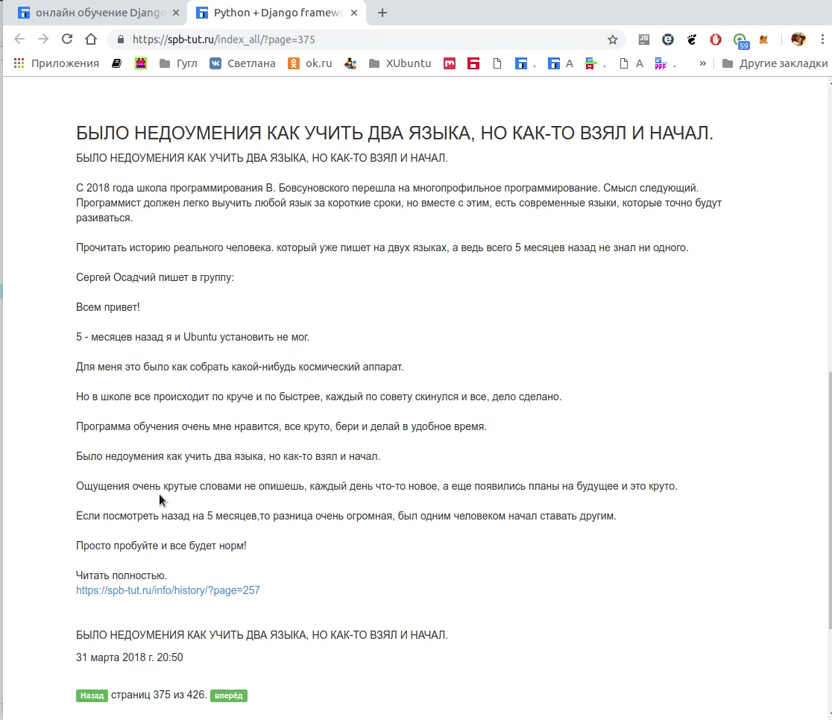 онлайн обучение Django
Python + Django framewo
https://spb-tut.ru/index_all/?page=375
59
Приложения
Гугл
Светлана
ok.ru
XUbuntu
.
А
.
А
.
»
Другие закладки
БЫЛО НЕДОУМЕНИЯ КАК УЧИТЬ ДВА ЯЗЫКА, НО КАК-ТО ВЗЯЛ И НАЧАЛ.
БЫЛО НЕДОУМЕНИЯ КАК УЧИТЬ ДВА ЯЗЫКА, НО КАК-ТО ВЗЯЛ И НАЧАЛ.
С 2018 года школа программирования В. Бовсуновского перешла на многопрофильное программирование. Смысл следующий.
Программист должен легко выучить любой язык за короткие сроки, но вместе с этим, есть современные языки, которые точно будут
разиваться.
Прочитать историю реального человека. который уже пишет на двух языках, а ведь всего 5 месяцев назад не знал ни одного.
Сергей Осадчий пишет в группу:
Всем привет!
5 - месяцев назад я и Ubuntu установить не мог.
Для меня это было как собрать какой-нибудь космический аппарат.
Но в школе все происходит по круче и по быстрее, каждый по совету скинулся и все, дело сделано.
Программа обучения очень мне нравится, все круто, бери и делай в удобное время.
Было недоумения как учить два языка, но как-то взял и начал.
Ощущения очень крутые словами не опишешь, каждый день что-то новое, а еще появились планы на будущее и это круто.
Если посмотреть назад на 5 месяцев,то разница очень огромная, был одним человеком начал ставать другим.
Просто пробуйте и все будет норм!
Читать полностью.
https://spb-tut.ru/info/history/?page=257
БЫЛО НЕДОУМЕНИЯ КАК УЧИТЬ ДВА ЯЗЫКА, НО КАК-ТО ВЗЯЛ И НАЧАЛ.
31 марта 2018 г. 20:50
Назад страниц 375 из 426. вперёд